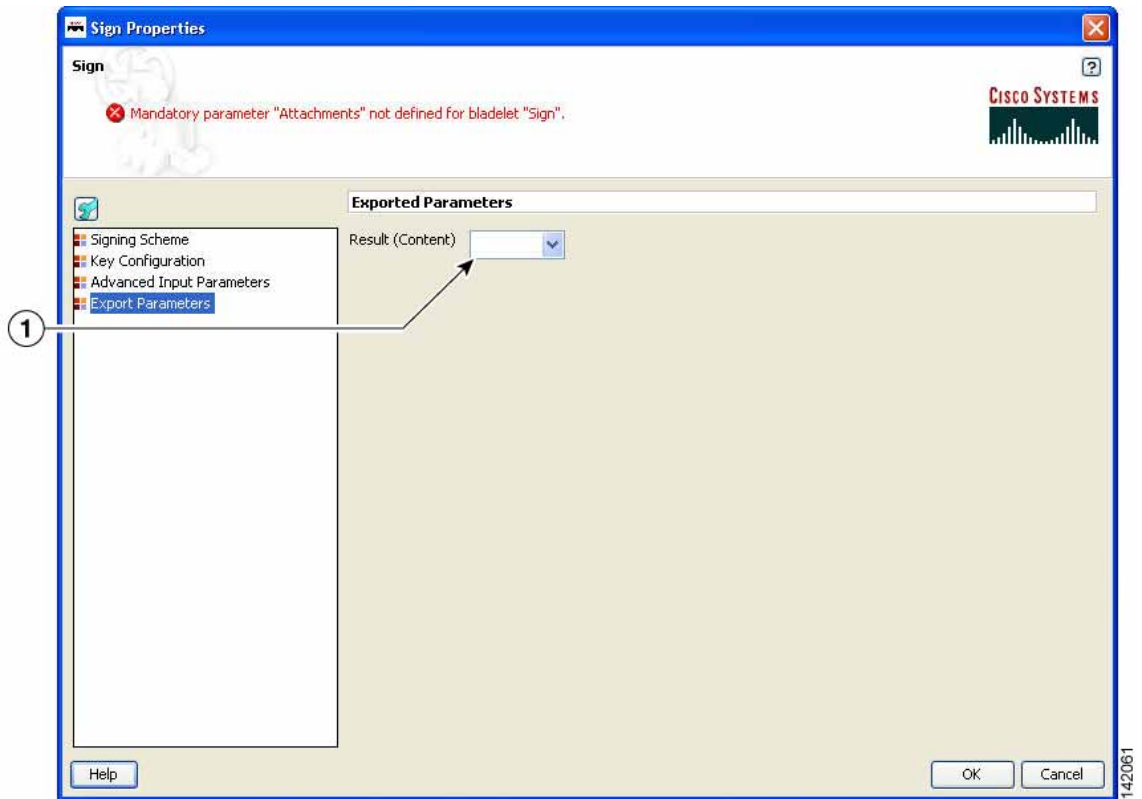 Sign Properties
Sign
?
CISCO SYSTEMS
Mandatory parameter "Attachments" not defined for bladelet "Sign".
Exported Parameters
Signing Scheme
Key Configuration
Advanced Input Parameters
Export Parameters
Result (Content)
1
Help
OK
Cancel
142061